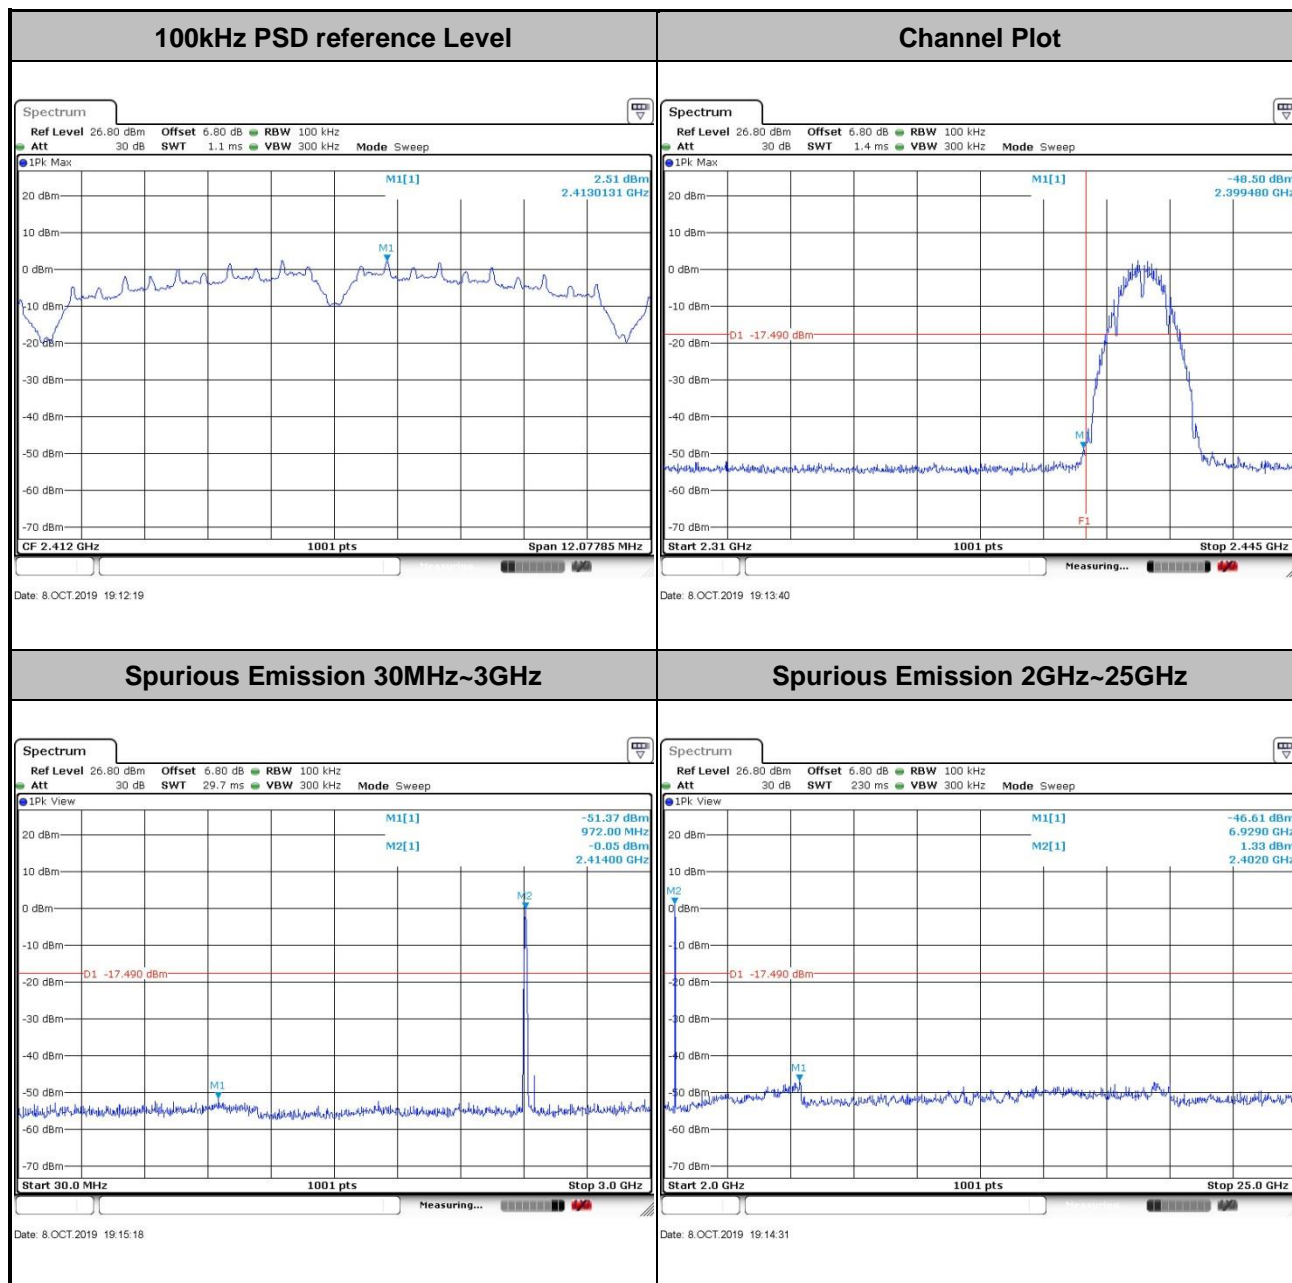 100kHz PSD reference Level
Channel Plot
Spectrum
Ref Level 26.80 dBm Offset 6.80 dB RBW 100 kHz
Att 30 dB SWT 1.1 ms VBW 300 kHz Mode Sweep
1Pk Max
M1[1] 2.51 dBm
2.4130131 GHz
20 dBm
10 dBm
M1
0 dBm
-10 dBm
-20 dBm
-30 dBm
-40 dBm
-50 dBm
-60 dBm
-70 dBm
CF 2.412 GHz 1001 pts Span 12.07785 MHz
Measuring...
Date: 8.OCT.2019 19:12:19
Spectrum
Ref Level 26.80 dBm Offset 6.80 dB RBW 100 kHz
Att 30 dB SWT 1.4 ms VBW 300 kHz Mode Sweep
1Pk Max
M1[1] -48.50 dBm
2.399480 GHz
20 dBm
10 dBm
0 dBm
-10 dBm
D1 -17.490 dBm
-20 dBm
-30 dBm
-40 dBm
M1
-50 dBm
-60 dBm
F1
-70 dBm
Start 2.31 GHz 1001 pts Stop 2.445 GHz
Measuring...
Date: 8.OCT.2019 19:13:40
Spurious Emission 30MHz~3GHz
Spurious Emission 2GHz~25GHz
Spectrum
Ref Level 26.80 dBm Offset 6.80 dB RBW 100 kHz
Att 30 dB SWT 29.7 ms VBW 300 kHz Mode Sweep
1Pk View
M1[1] -51.37 dBm
972.00 MHz
M2[1] -0.05 dBm
2.41400 GHz
20 dBm
10 dBm
M2
0 dBm
-10 dBm
D1 -17.490 dBm
-20 dBm
-30 dBm
-40 dBm
M1
-50 dBm
-60 dBm
-70 dBm
Start 30.0 MHz 1001 pts Stop 3.0 GHz
Measuring...
Date: 8.OCT.2019 19:15:18
Spectrum
Ref Level 26.80 dBm Offset 6.80 dB RBW 100 kHz
Att 30 dB SWT 230 ms VBW 300 kHz Mode Sweep
1Pk View
M1[1] -46.61 dBm
6.9290 GHz
M2[1] 1.33 dBm
2.4020 GHz
20 dBm
10 dBm
M2
0 dBm
-10 dBm
D1 -17.490 dBm
-20 dBm
-30 dBm
-40 dBm
M1
-50 dBm
-60 dBm
-70 dBm
Start 2.0 GHz 1001 pts Stop 25.0 GHz
Date: 8.OCT.2019 19:14:31